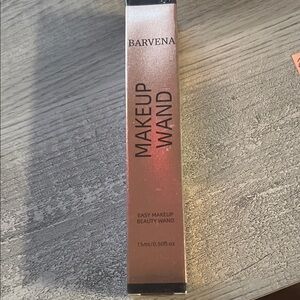 BARVENA
MAKEUP
WAND
EASY MAKEUP
BEAUTY WAND
15ml/0.50fl.oz